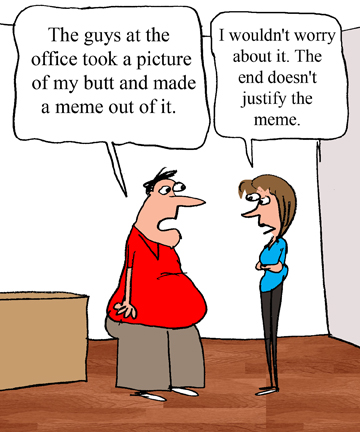 The guys at the
office took a picture
of my butt and made
a meme out of it.
I wouldn't worry
about it. The
end doesn't
justify the
meme.